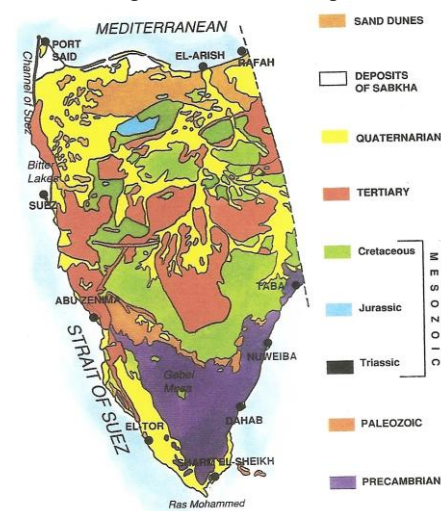 MEDITERRANEAN
PORT
SAID
EL-ARISH
RAFAH
Channel of Suez
Bitter
Lakes
SUEZ
TABA
ABU ZENIMA
STRAIT OF SUEZ
NUWEIBA
Gebel
Musa
DAHAB
EL-TOR
SHARM EL-SHEIKH
Ras Mohammed
SAND DUNES
DEPOSITS
OF SABKHA
QUATERNARIAN
TERTIARY
Cretaceous
Jurassic
Triassic
MESOZOIC
PALEOZOIC
PRECAMBRIAN